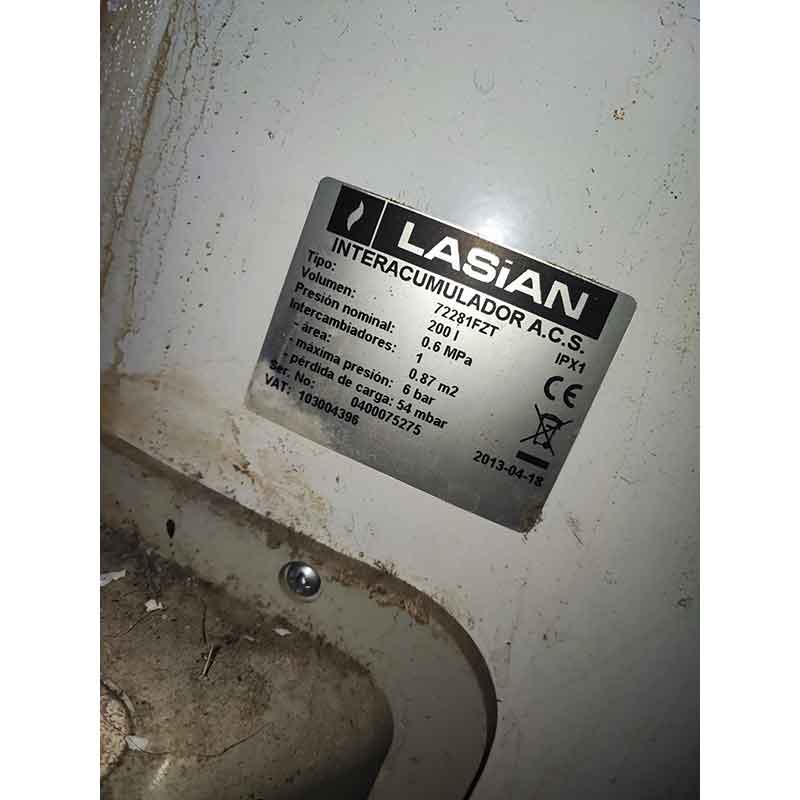 LASiAN
INTERACUMULADOR A.C.S.
Tipo: 72281FZT IPX1
Volumen: 200 l
Presión nominal: 0.6 MPa
Intercambiadores: 1
- área: 0.87 m2
- máxima presión: 6 bar
- pérdida de carga: 54 mbar
Ser. No: 0400075275
VAT: 103004396
CE
2013-04-18